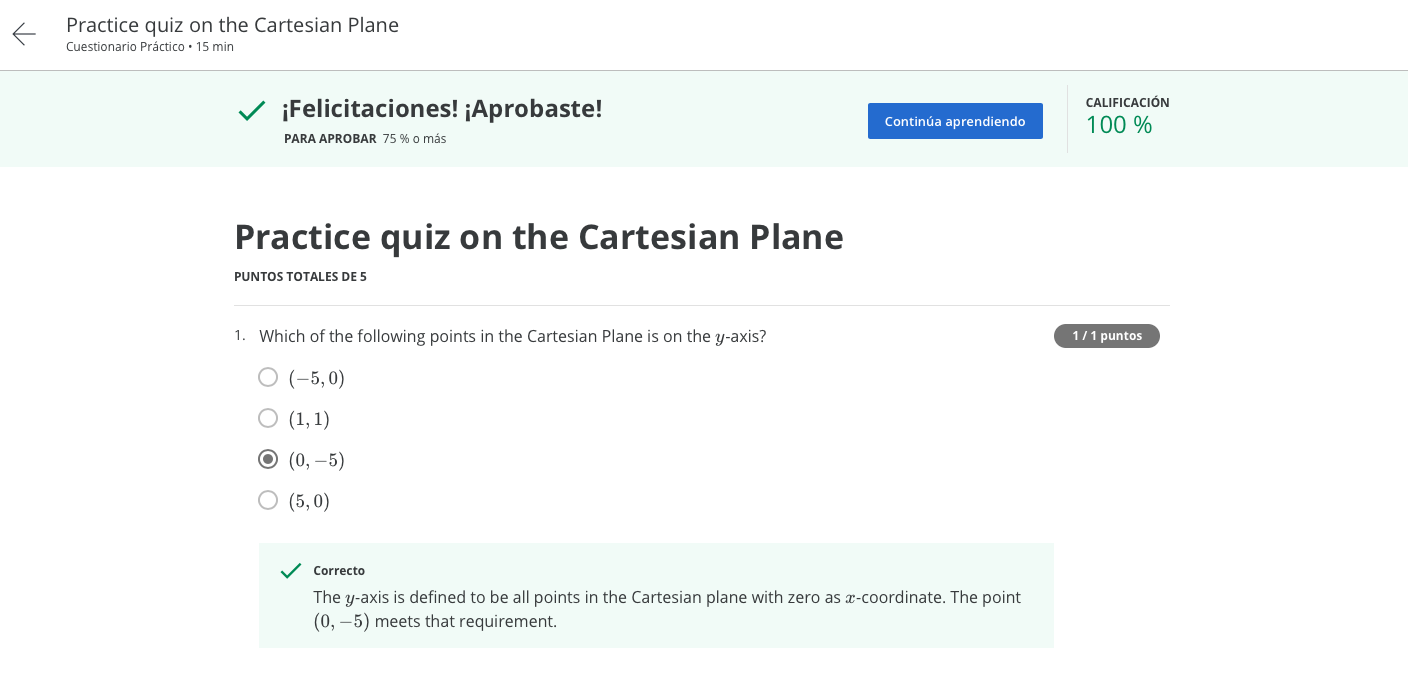 Practice quiz on the Cartesian Plane
Cuestionario Práctico • 15 min
¡Felicitaciones! ¡Aprobaste!
PARA APROBAR 75 % o más
Continúa aprendiendo
CALIFICACIÓN
100 %
Practice quiz on the Cartesian Plane
PUNTOS TOTALES DE 5
1. Which of the following points in the Cartesian Plane is on the y-axis?
1 / 1 puntos
(−5, 0)
(1, 1)
(0, −5)
(5, 0)
Correcto
The y-axis is defined to be all points in the Cartesian plane with zero as x-coordinate. The point
(0, −5) meets that requirement.